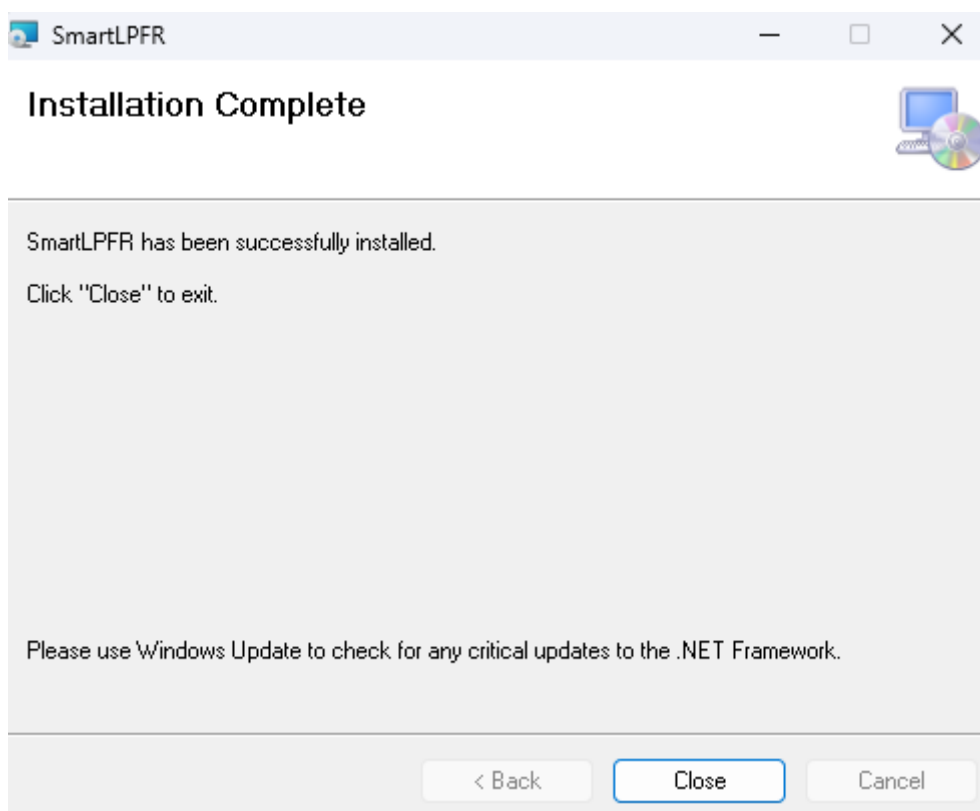 SmartLPFR
Installation Complete
SmartLPFR has been successfully installed.
Click "Close" to exit.
Please use Windows Update to check for any critical updates to the .NET Framework.
< Back
Close
Cancel